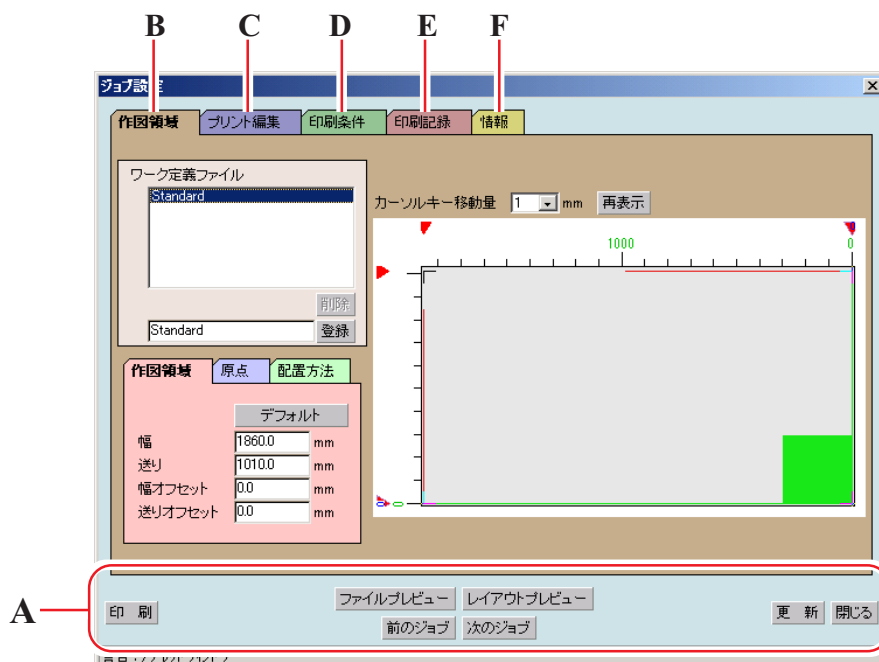 B C D E F
ジョブ設定
作図領域 プリント編集 印刷条件 印刷記録 情報
ワーク定義ファイル
Standard
カーソルキー移動量 1 mm 再表示
1000 0
削除
Standard 登録
作図領域 原点 配置方法
デフォルト
幅 1860.0 mm
送り 1010.0 mm
幅オフセット 0.0 mm
送りオフセット 0.0 mm
0 0
A
印 刷 ファイルプレビュー レイアウトプレビュー 更 新 閉じる
前のジョブ 次のジョブ